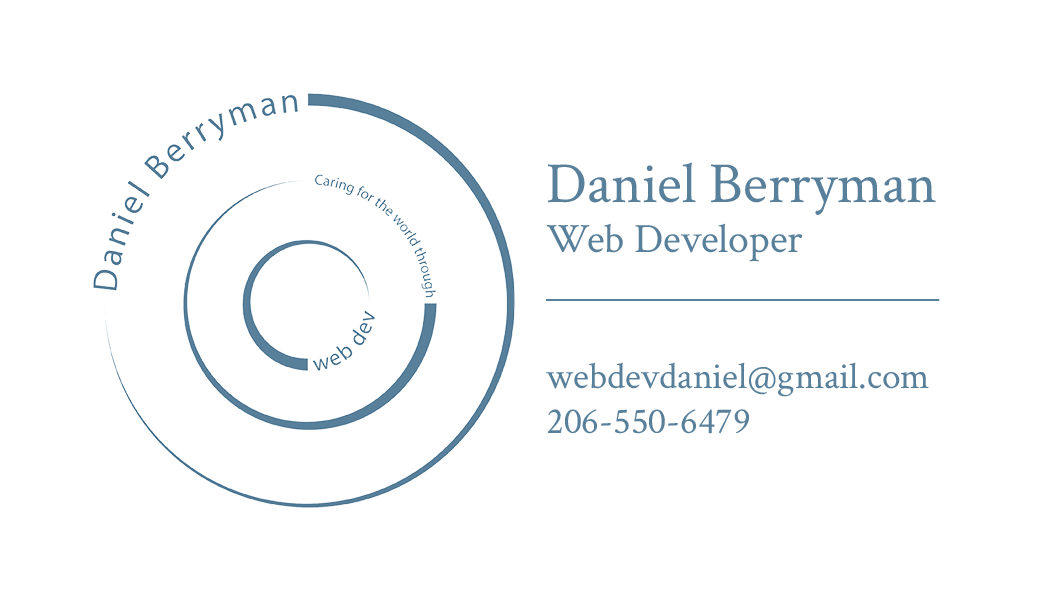 Daniel Berryman
Caring for the world through
web dev
Daniel Berryman
Web Developer
webdevdaniel@gmail.com
206-550-6479